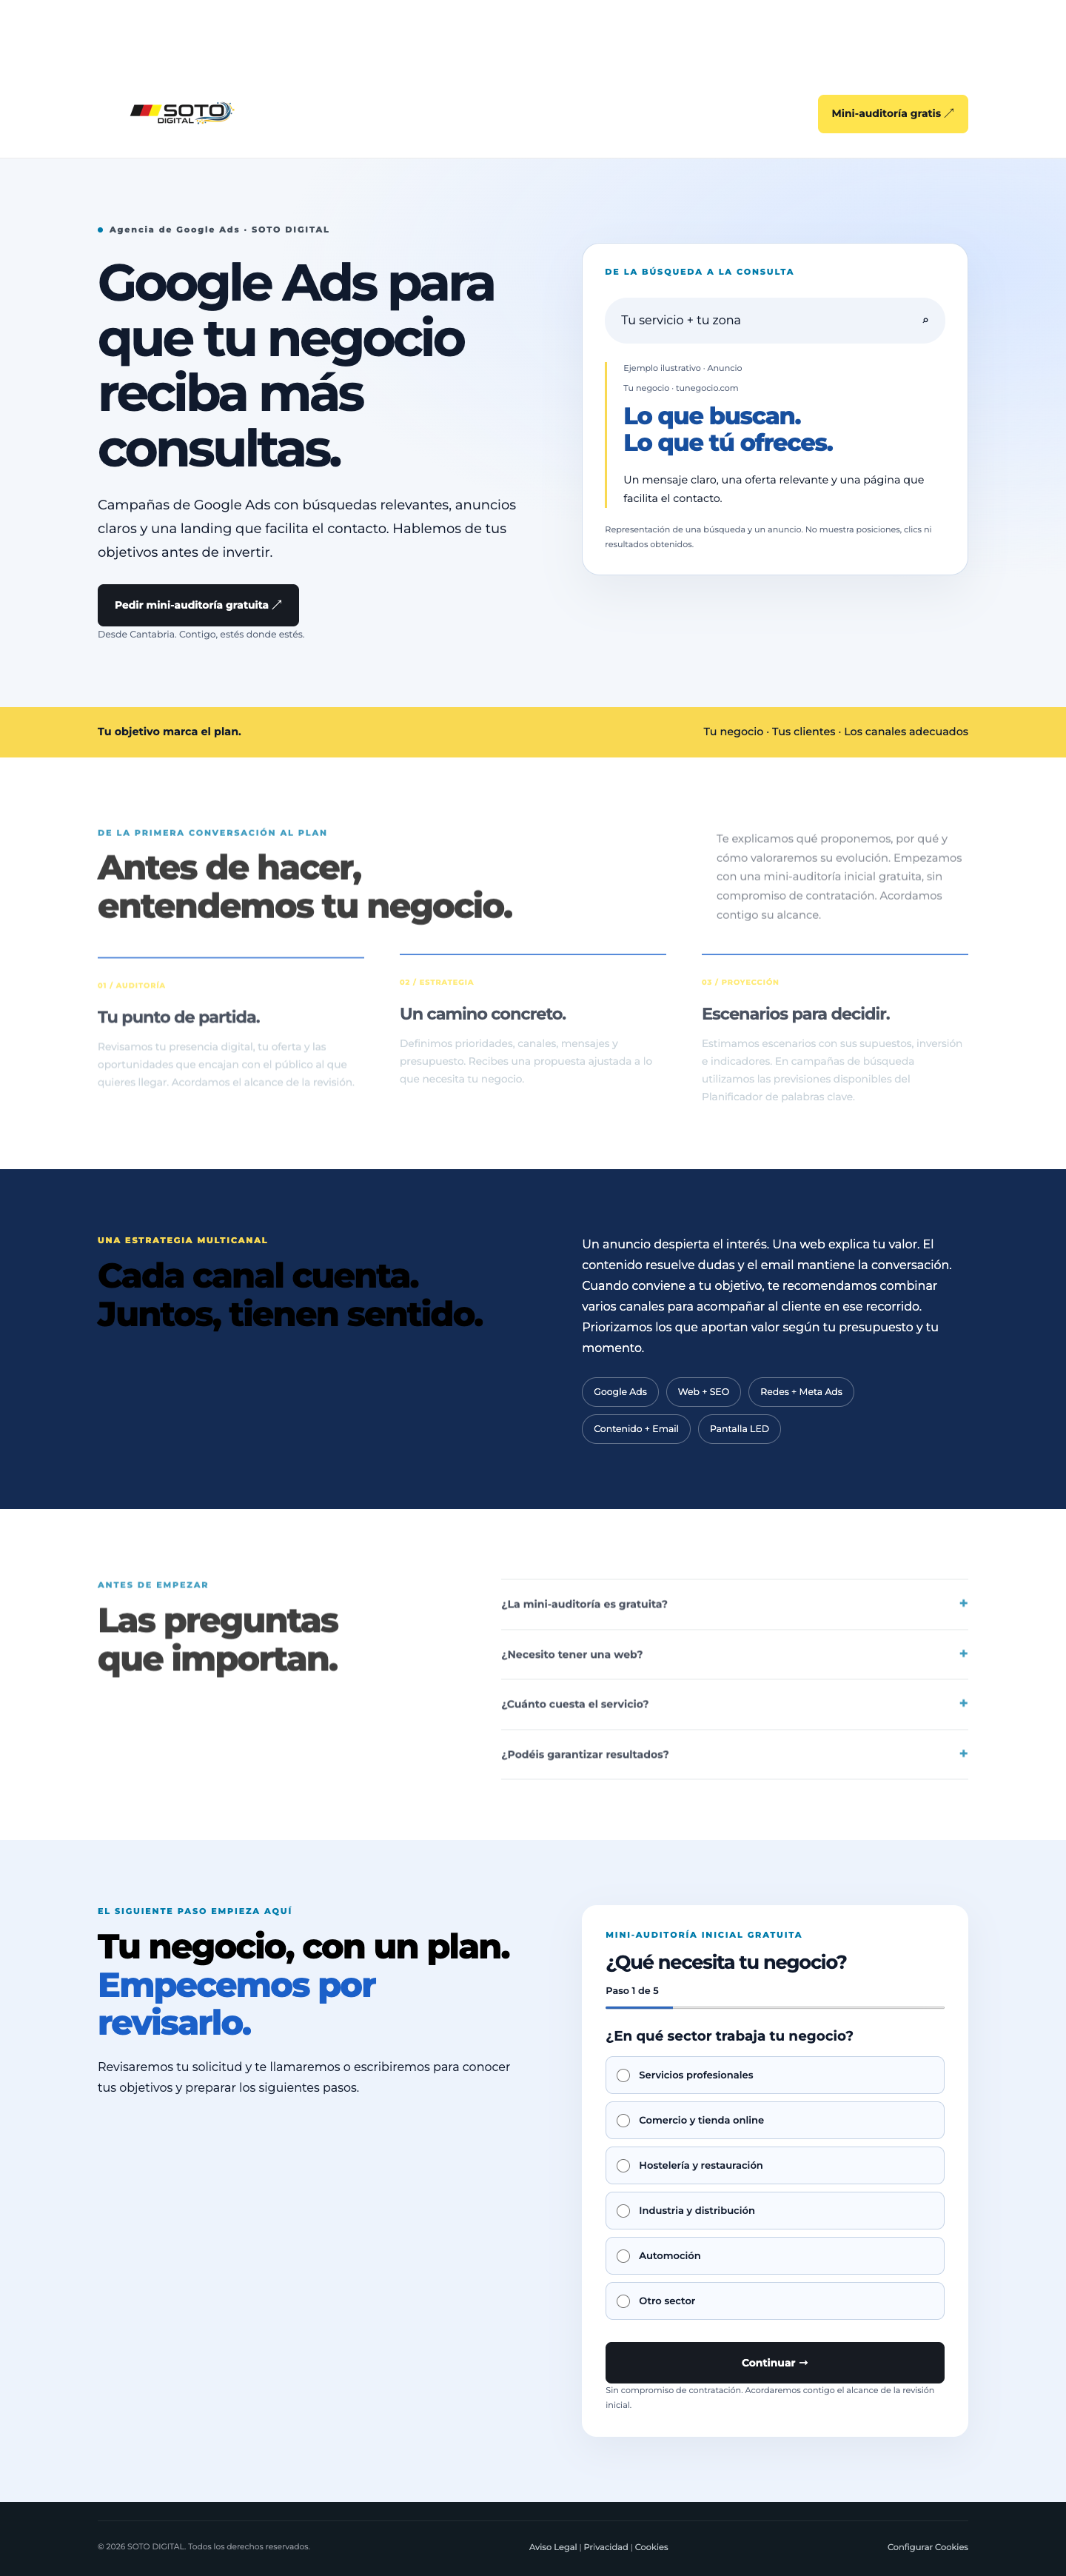 SOTO
DIGITAL
Mini-auditoría gratis ↗
Agencia de Google Ads · SOTO DIGITAL
Google Ads para
que tu negocio
reciba más
consultas.
Campañas de Google Ads con búsquedas relevantes, anuncios
claros y una landing que facilita el contacto. Hablemos de tus
objetivos antes de invertir.
Pedir mini-auditoría gratuita ↗
Desde Cantabria. Contigo, estés donde estés.
DE LA BÚSQUEDA A LA CONSULTA
Tu servicio + tu zona
Ejemplo ilustrativo · Anuncio
Tu negocio · tunegocio.com
Lo que buscan.
Lo que tú ofreces.
Un mensaje claro, una oferta relevante y una página que
facilita el contacto.
Representación de una búsqueda y un anuncio. No muestra posiciones, clics ni
resultados obtenidos.
Tu objetivo marca el plan.
Tu negocio · Tus clientes · Los canales adecuados
DE LA PRIMERA CONVERSACIÓN AL PLAN
Antes de hacer,
entendemos tu negocio.
Te explicamos qué proponemos, por qué y
cómo valoraremos su evolución. Empezamos
con una mini-auditoría inicial gratuita, sin
compromiso de contratación. Acordamos
contigo su alcance.
01 / AUDITORÍA
Tu punto de partida.
Revisamos tu presencia digital, tu oferta y las
oportunidades que encajan con el público al que
quieres llegar. Acordamos el alcance de la revisión.
02 / ESTRATEGIA
Un camino concreto.
Definimos prioridades, canales, mensajes y
presupuesto. Recibes una propuesta ajustada a lo
que necesita tu negocio.
03 / PROYECCIÓN
Escenarios para decidir.
Estimamos escenarios con sus supuestos, inversión
e indicadores. En campañas de búsqueda
utilizamos las previsiones disponibles del
Planificador de palabras clave.
UNA ESTRATEGIA MULTICANAL
Cada canal cuenta.
Juntos, tienen sentido.
Un anuncio despierta el interés. Una web explica tu valor. El
contenido resuelve dudas y el email mantiene la conversación.
Cuando conviene a tu objetivo, te recomendamos combinar
varios canales para acompañar al cliente en ese recorrido.
Priorizamos los que aportan valor según tu presupuesto y tu
momento.
Google Ads
Web + SEO
Redes + Meta Ads
Contenido + Email
Pantalla LED
ANTES DE EMPEZAR
Las preguntas
que importan.
¿La mini-auditoría es gratuita? +
¿Necesito tener una web? +
¿Cuánto cuesta el servicio? +
¿Podéis garantizar resultados? +
EL SIGUIENTE PASO EMPIEZA AQUÍ
Tu negocio, con un plan.
Empecemos por
revisarlo.
Revisaremos tu solicitud y te llamaremos o escribiremos para conocer
tus objetivos y preparar los siguientes pasos.
MINI-AUDITORÍA INICIAL GRATUITA
¿Qué necesita tu negocio?
Paso 1 de 5
¿En qué sector trabaja tu negocio?
Servicios profesionales
Comercio y tienda online
Hostelería y restauración
Industria y distribución
Automoción
Otro sector
Continuar →
Sin compromiso de contratación. Acordaremos contigo el alcance de la revisión
inicial.
© 2026 SOTO DIGITAL. Todos los derechos reservados.
Aviso Legal | Privacidad | Cookies
Configurar Cookies